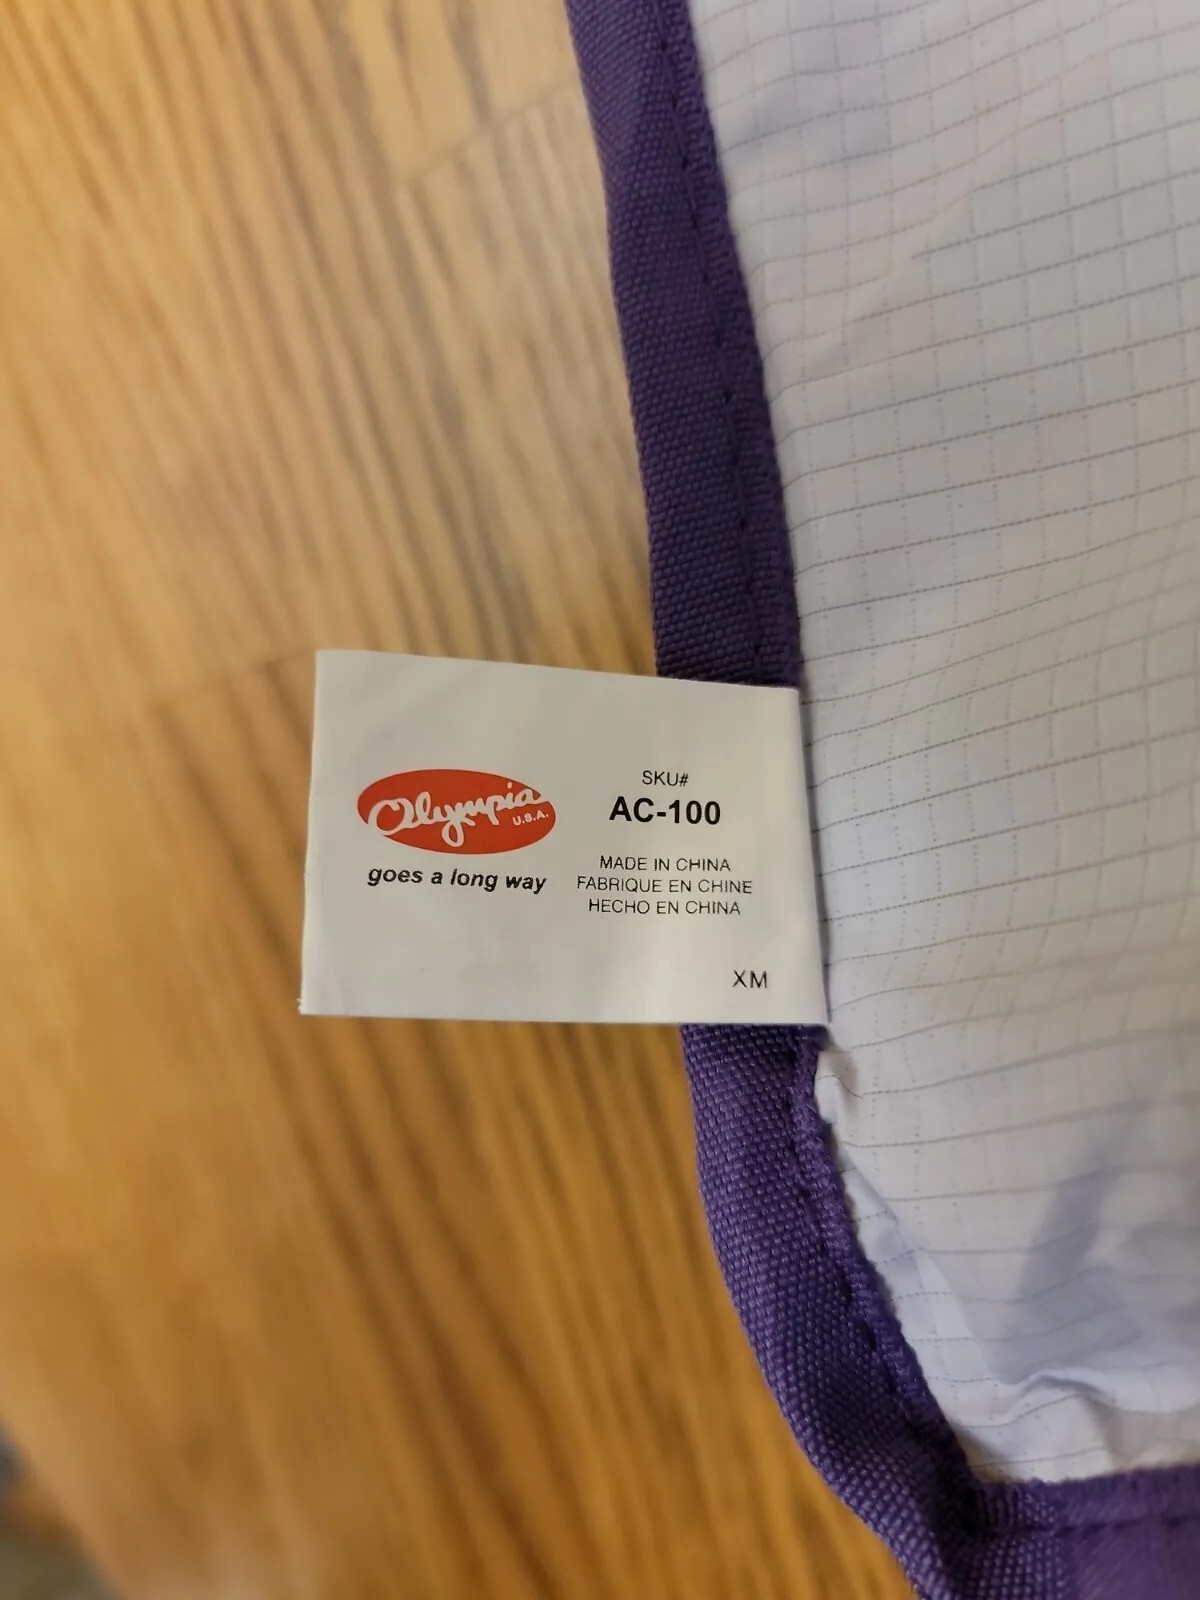 Olympia
U.S.A.
goes a long way
SKU#
AC-100
MADE IN CHINA
FABRIQUE EN CHINE
HECHO EN CHINA
XM